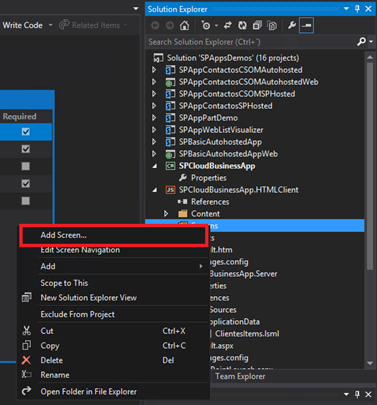 Write Code
Related Items
Required
Solution Explorer
Search Solution Explorer (Ctrl+´)
Solution 'SPAppsDemos' (16 projects)
SPAppContactosCSOMAutohosted
SPAppContactosCSOMAutohostedWeb
SPAppContactosCSOMSPHosted
SPAppContactosSPHosted
SPAppPartDemo
SPAppWebListVisualizer
SPBasicAutohostedApp
SPBasicAutohostedAppWeb
SPCloudBusinessApp
Properties
SPCloudBusinessApp.HTMLClient
References
Content
ns
Add Screen...
ts
Edit Screen Navigation
lt.htm
Add
ages.config
BusinessApp.Server
Scope to This
erties
New Solution Explorer View
rences
Sources
Exclude From Project
pplicationData
Cut Ctrl+X
ClientesItems.lsml
Copy Ctrl+C
lt.aspx
Delete Del
ages.config
Rename
Open Folder in File Explorer
Team Explorer